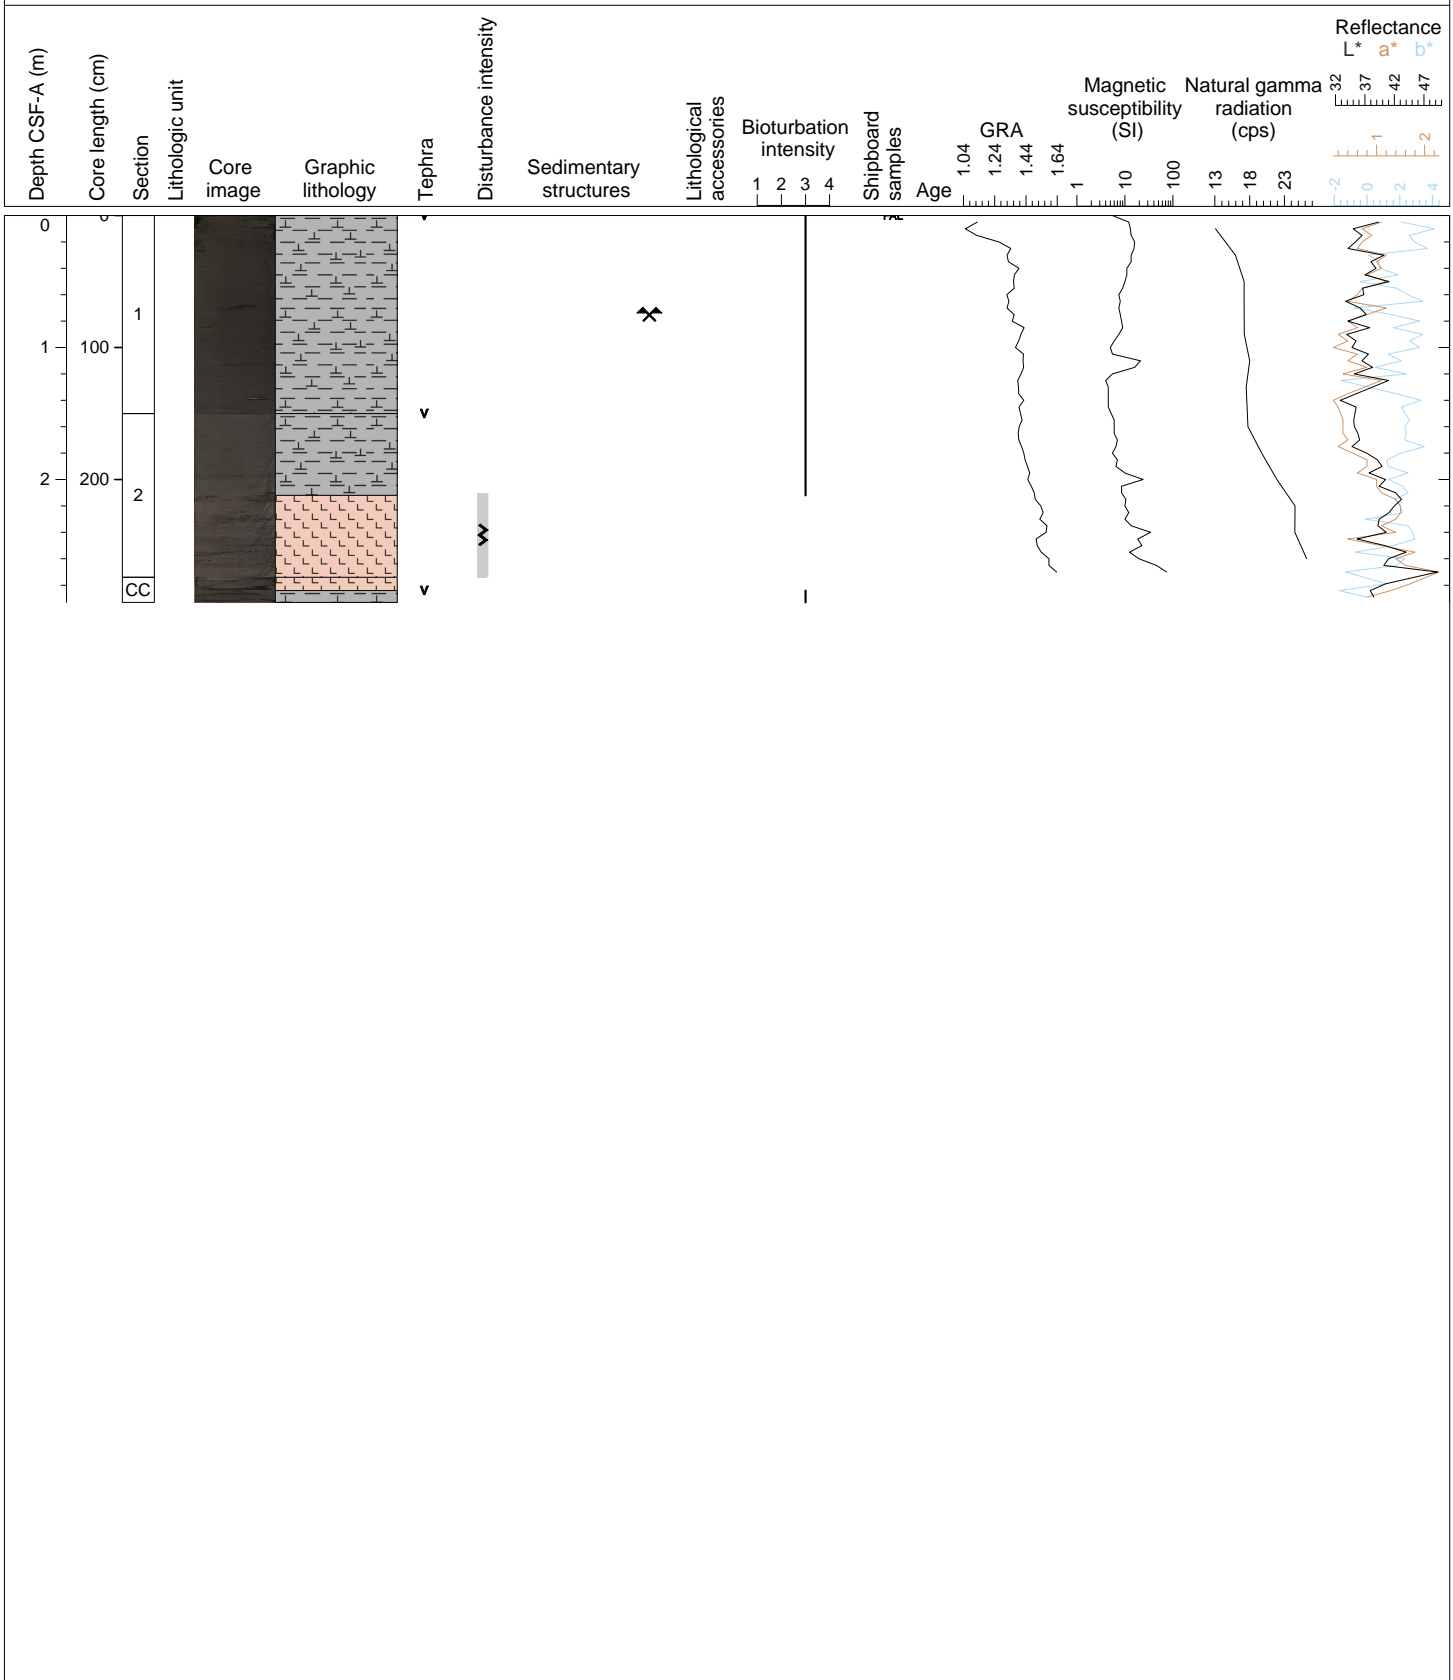 Depth CSF-A (m)
Core length (cm)
Section
Lithologic unit
Core
image
Graphic
lithology
Tephra
Disturbance intensity
Sedimentary
structures
Lithological
accessories
Bioturbation
intensity
1 2 3 4
Shipboard
samples
Age
GRA
1.04 1.24 1.44 1.64
Magnetic
susceptibility
(SI)
1 10 100
Natural gamma
radiation
(cps)
13 18 23
Reflectance
L* a* b*
32 37 42 47
1 2
-2 0 2 4
0 0
v
1
1 100
v
2 200
2
CC
v